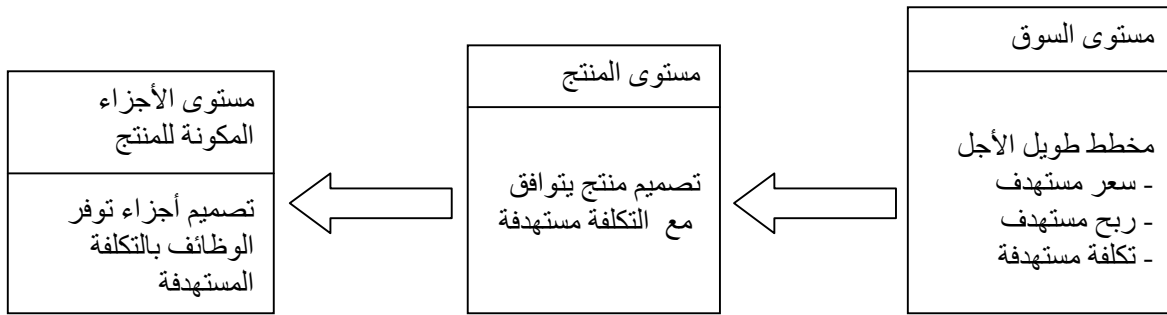 مستوى السوق
مخطط طويل الأجل
- سعر مستهدف
- ربح مستهدف
- تكلفة مستهدفة
مستوى المنتج
تصميم منتج يتوافق
مع التكلفة مستهدفة
مستوى الأجزاء
المكونة للمنتج
تصميم أجزاء توفر
الوظائف بالتكلفة
المستهدفة